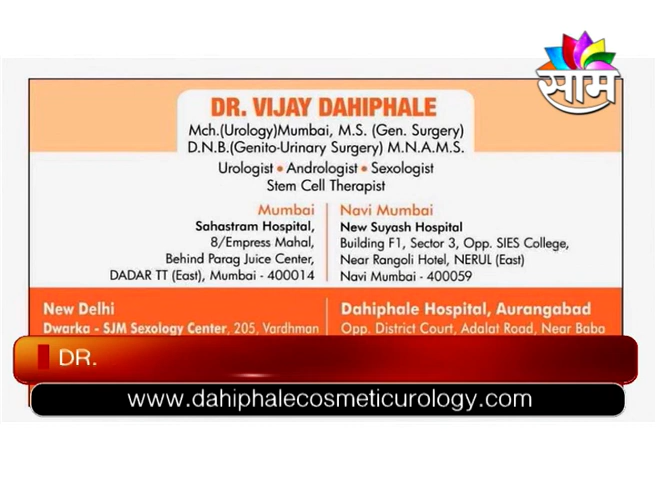 साम
DR. VIJAY DAHIPHALE
Mch.(Urology)Mumbai, M.S. (Gen. Surgery)
D.N.B.(Genito-Urinary Surgery) M.N.A.M.S.
Urologist • Andrologist • Sexologist
Stem Cell Therapist
Mumbai
Sahastram Hospital,
8/Empress Mahal,
Behind Parag Juice Center,
DADAR TT (East), Mumbai - 400014
Navi Mumbai
New Suyash Hospital
Building F1, Sector 3, Opp. SIES College,
Near Rangoli Hotel, NERUL (East)
Navi Mumbai - 400059
New Delhi
Dwarka - SJM Sexology Center, 205, Vardhman
Dahiphale Hospital, Aurangabad
Opp. District Court, Adalat Road, Near Baba
DR.
www.dahiphalecosmeticurology.com